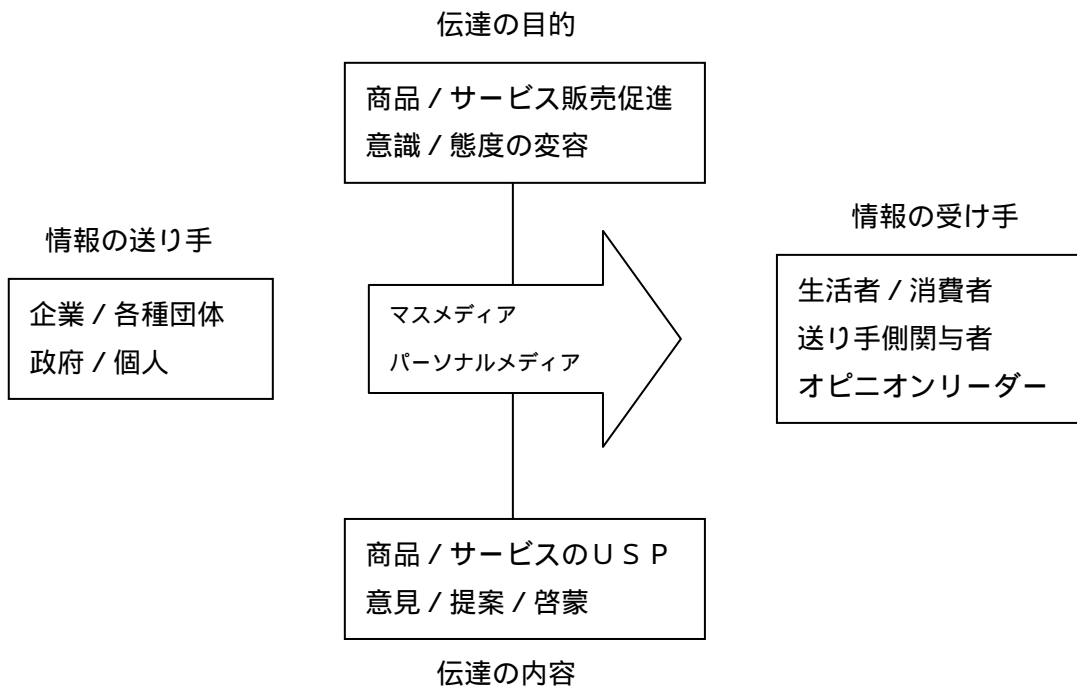 伝達の目的
商品 / サービス販売促進
意識 / 態度の変容
情報の送り手
企業 / 各種団体
政府 / 個人
マスメディア
パーソナルメディア
情報の受け手
生活者 / 消費者
送り手側関与者
オピニオンリーダー
商品 / サービスのＵＳＰ
意見 / 提案 / 啓蒙
伝達の内容